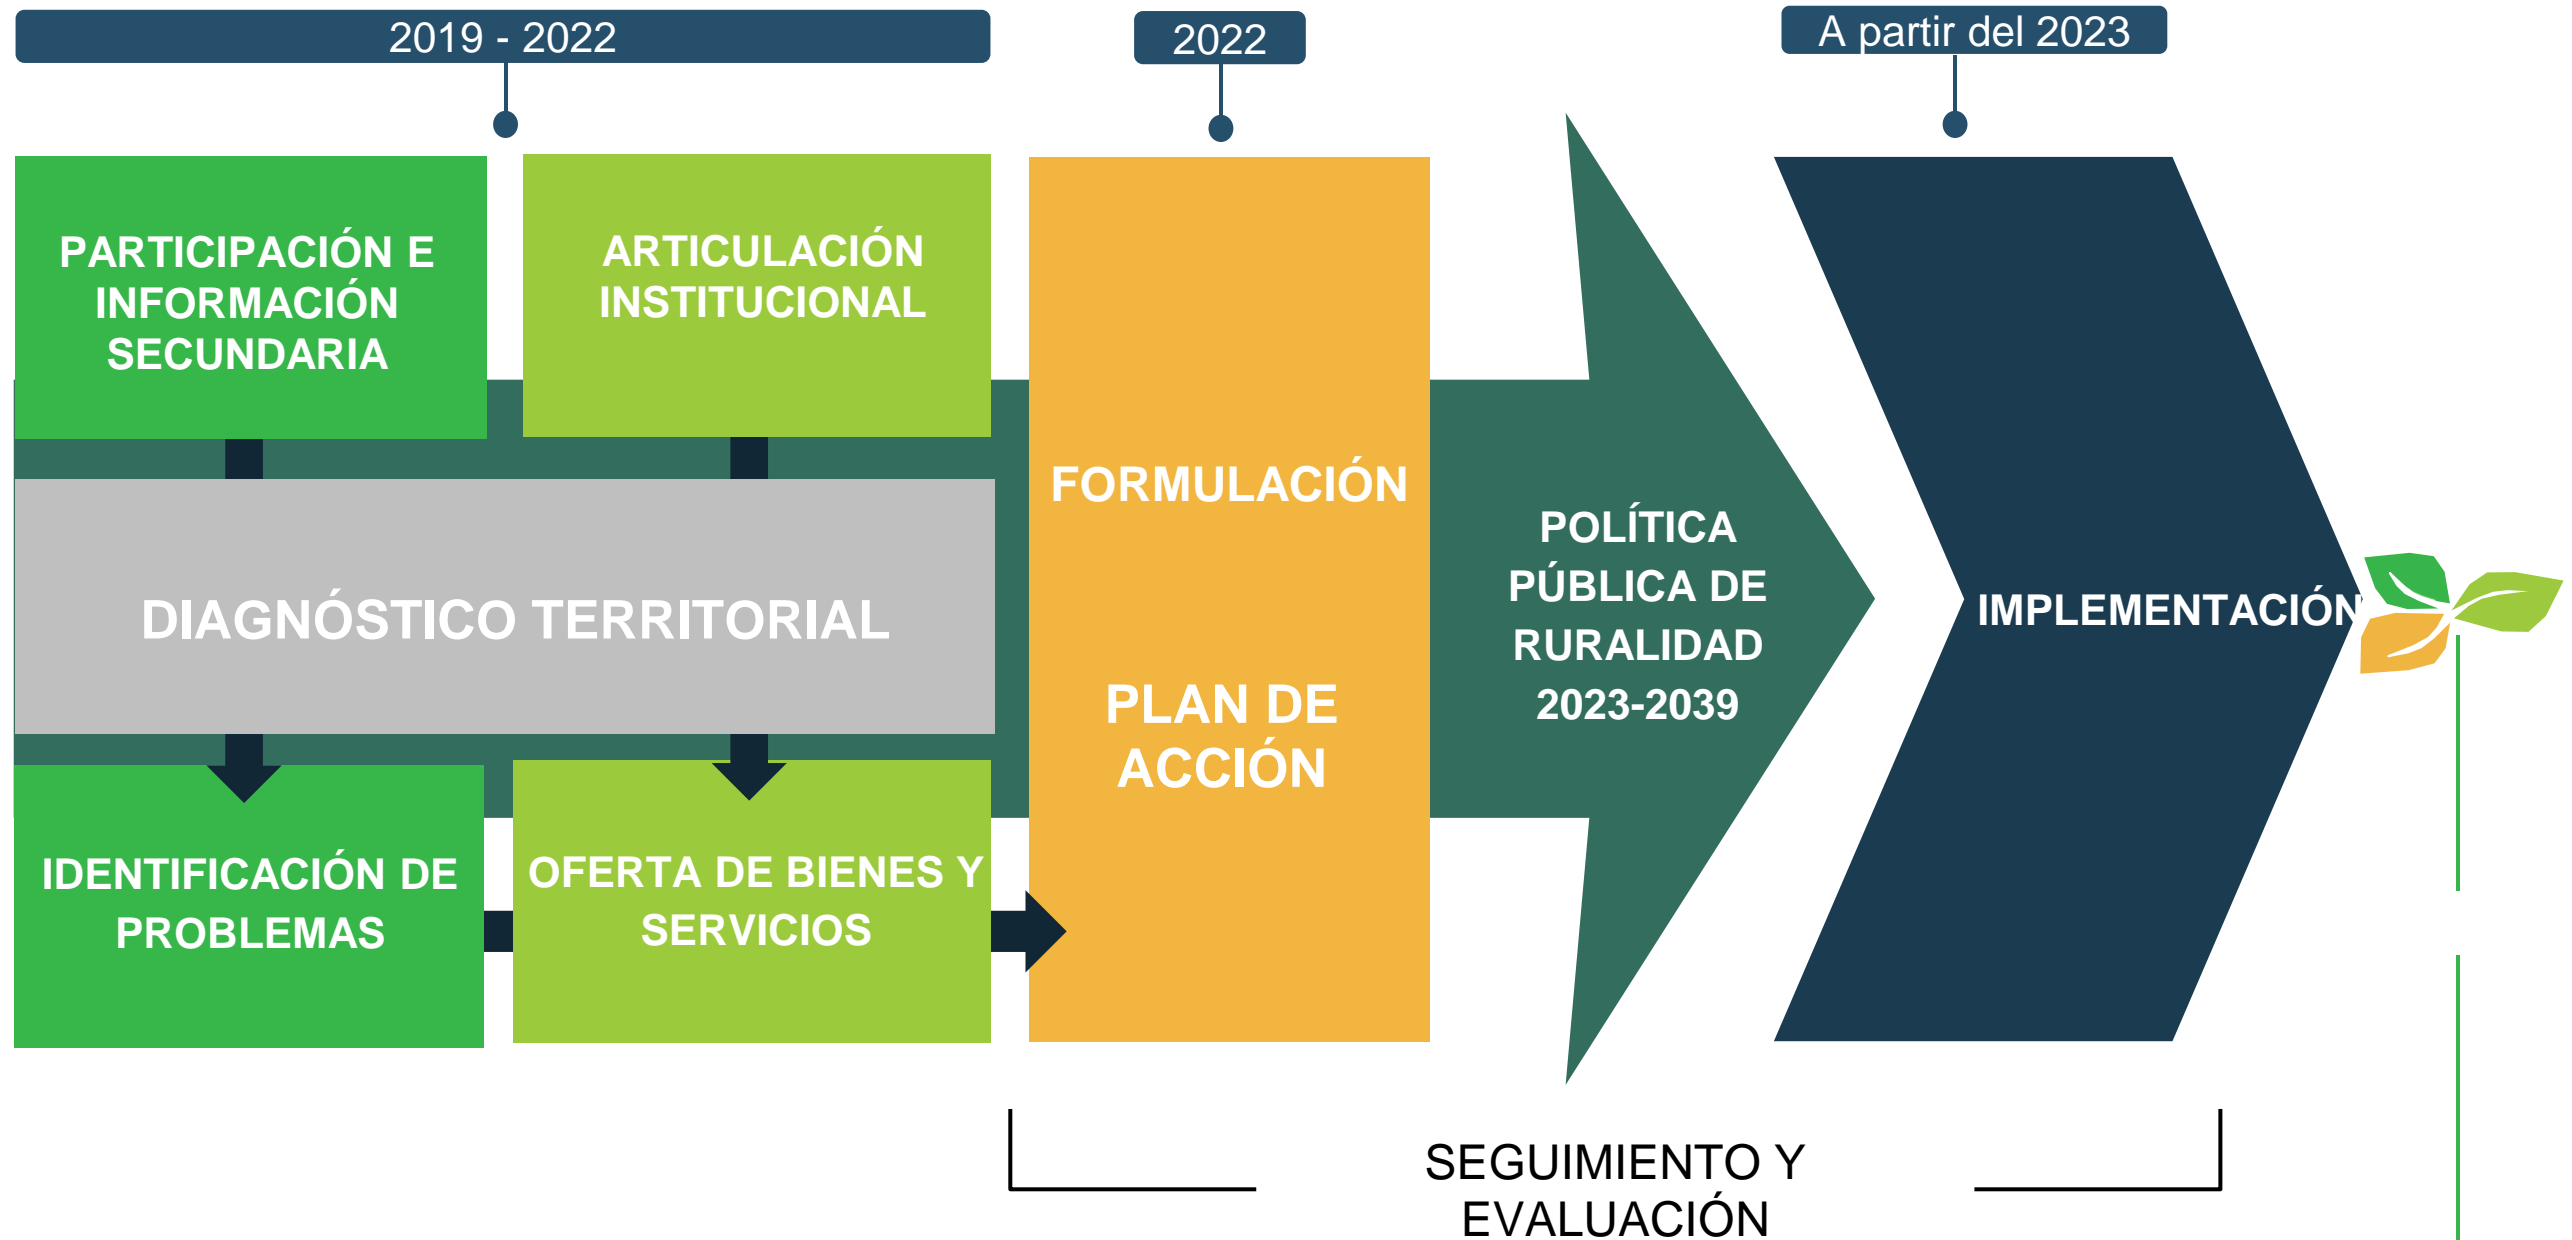 2019 - 2022
2022
A partir del 2023
PARTICIPACIÓN E
INFORMACIÓN
SECUNDARIA
ARTICULACIÓN
INSTITUCIONAL
DIAGNÓSTICO TERRITORIAL
IDENTIFICACIÓN DE
PROBLEMAS
OFERTA DE BIENES Y
SERVICIOS
FORMULACIÓN
PLAN DE
ACCIÓN
POLÍTICA
PÚBLICA DE
RURALIDAD
2023-2039
IMPLEMENTACIÓN
SEGUIMIENTO Y
EVALUACIÓN